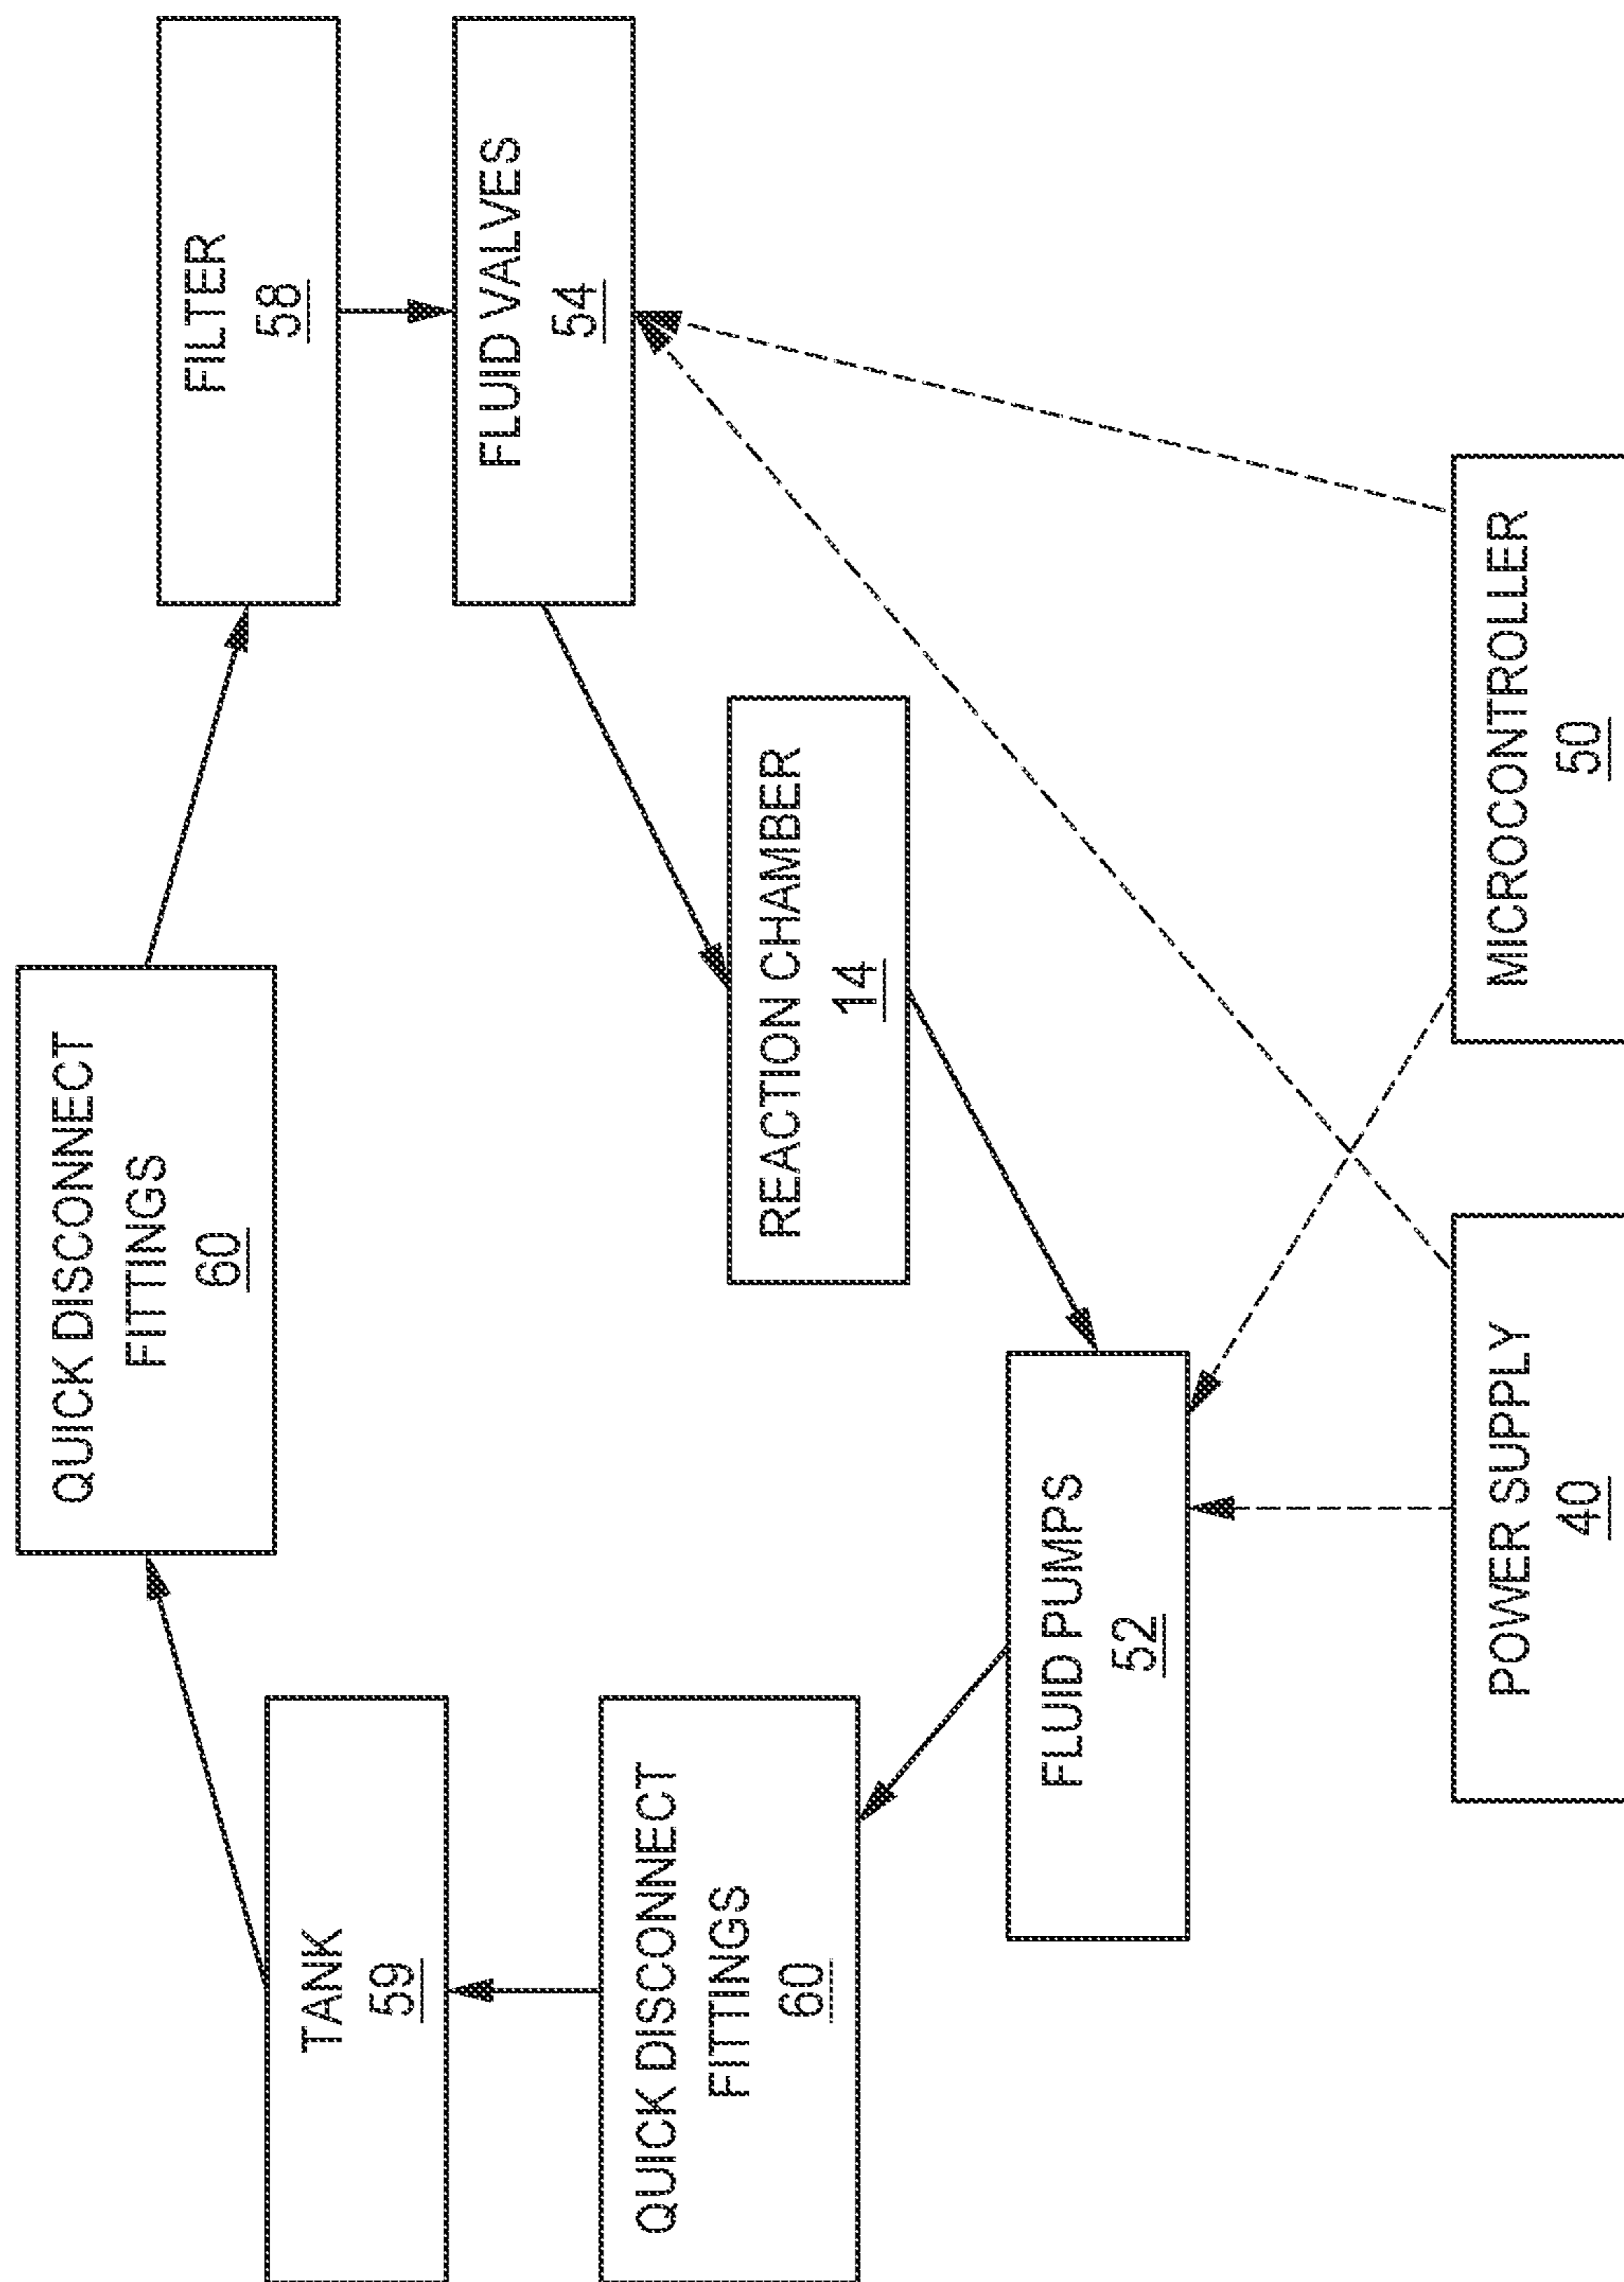 QUICK DISCONNECT
FITTINGS
60
FILTER
58
TANK
59
FLUID VALVES
54
QUICK DISCONNECT
FITTINGS
60
REACTION CHAMBER
14
FLUID PUMPS
52
POWER SUPPLY
40
MICROCONTROLLER
50